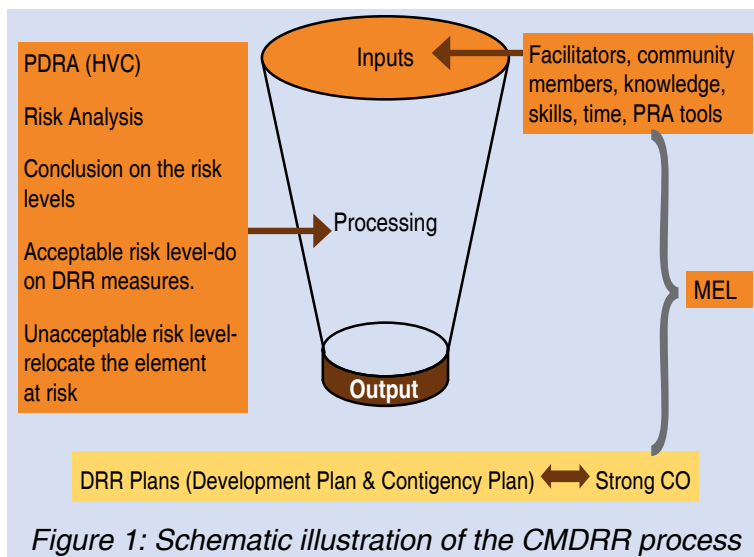 PDRA (HVC)
Risk Analysis
Conclusion on the risk
levels
Acceptable risk level-do
on DRR measures.
Unacceptable risk level-
relocate the element
at risk
Inputs
Processing
Output
Facilitators, community
members, knowledge,
skills, time, PRA tools
MEL
DRR Plans (Development Plan & Contigency Plan) Strong CO
Figure 1: Schematic illustration of the CMDRR process